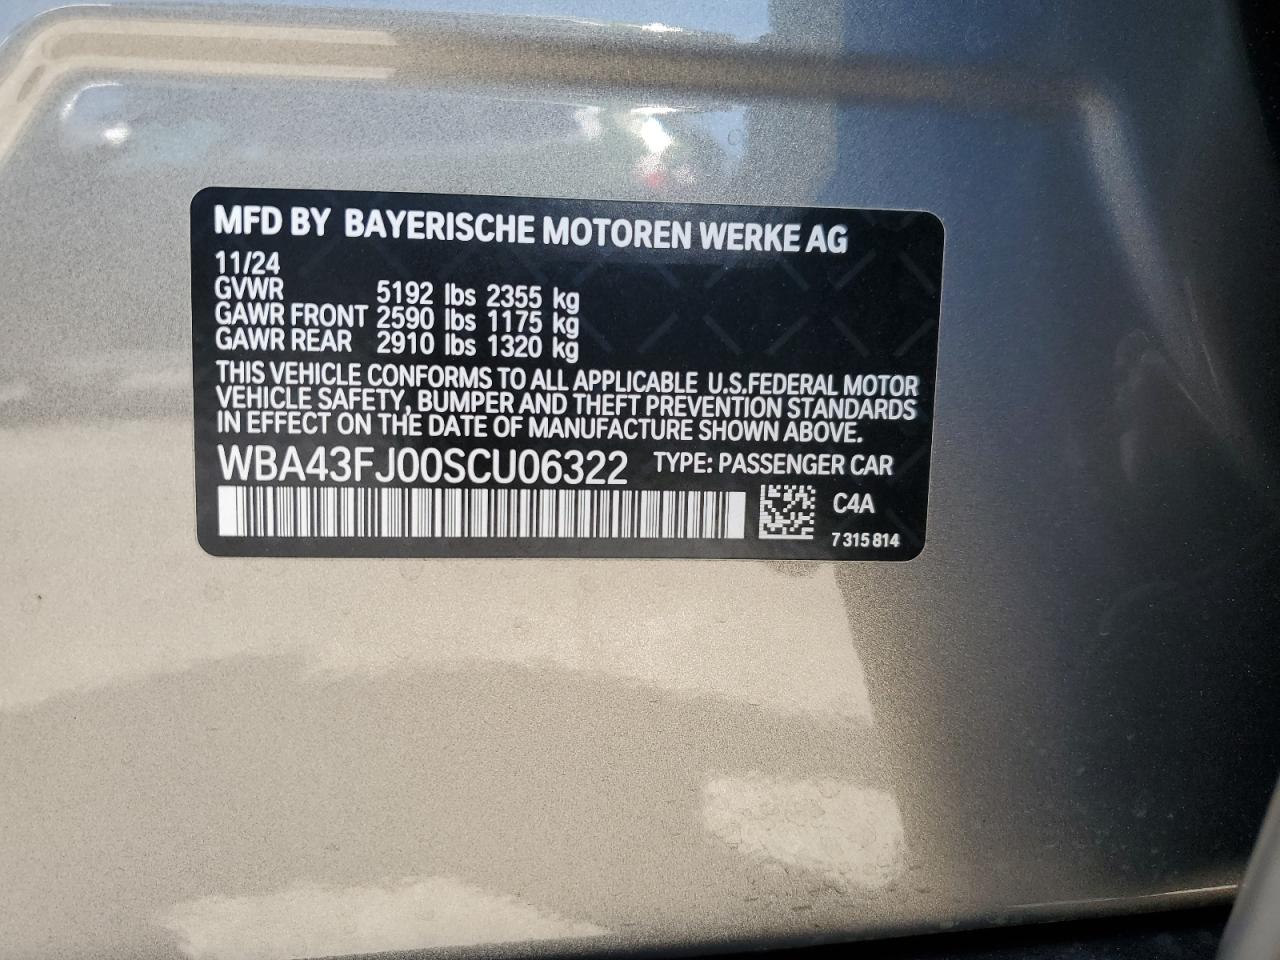 MFD BY BAYERISCHE MOTOREN WERKE AG
11/24
GVWR 5192 lbs 2355 kg
GAWR FRONT 2590 lbs 1175 kg
GAWR REAR 2910 lbs 1320 kg
THIS VEHICLE CONFORMS TO ALL APPLICABLE U.S.FEDERAL MOTOR
VEHICLE SAFETY, BUMPER AND THEFT PREVENTION STANDARDS
IN EFFECT ON THE DATE OF MANUFACTURE SHOWN ABOVE.
WBA43FJ00SCU06322 TYPE: PASSENGER CAR
C4A
7 315 814